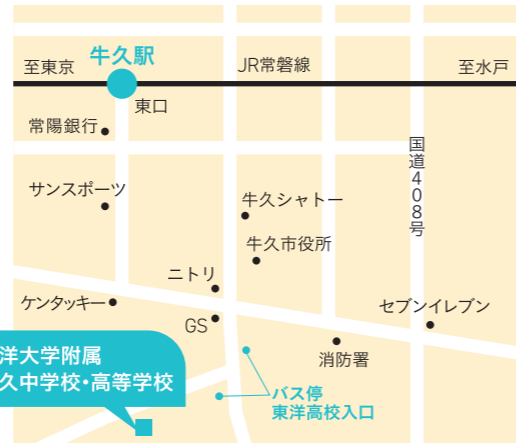 牛久駅
至東京
JR常磐線
至水戸
東口
常陽銀行
国道408号
サンスポーツ
牛久シャトー
牛久市役所
ニトリ
ケンタッキー
セブンイレブン
GS
消防署
洋大学附属
久中学校・高等学校
バス停
東洋高校入口